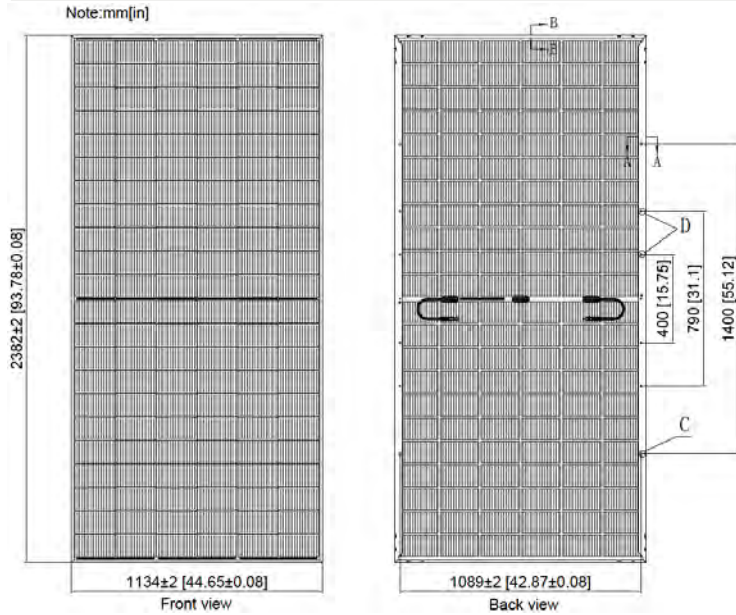 Note:mm[in]
B
B
A
A
D
C
2382±2 [93.78±0.08]
400 [15.75]
790 [31.1]
1400 [55.12]
1134±2 [44.65±0.08]
Front view
1089±2 [42.87±0.08]
Back view